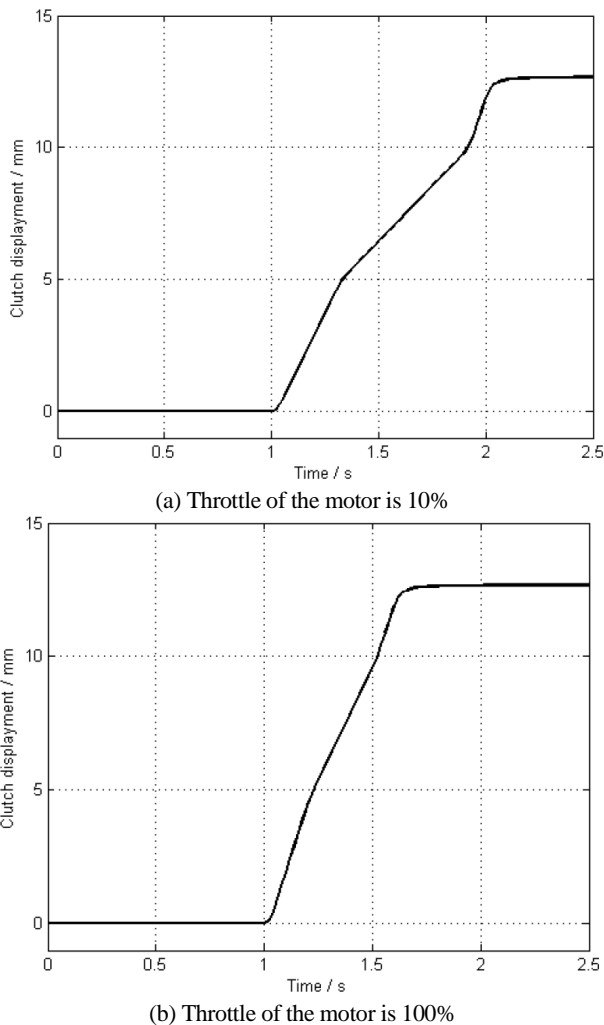 15
10
5
0
Clutch displayment / mm
0 0.5 1 1.5 2 2.5
Time / s
(a) Throttle of the motor is 10%
15
10
5
0
Clutch displayment / mm
0 0.5 1 1.5 2 2.5
Time / s
(b) Throttle of the motor is 100%